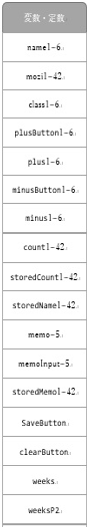 変数・定数
name1-6
mozi1-42
class1-6
plusButton1-6
plus1-6
minusButton1-6
minus1-6
count1-42
storedCount1-42
storedName1-42
memo-5
memoInput-5
storedMemo1-42
SaveButton
clearButton
weeks
weeksP2